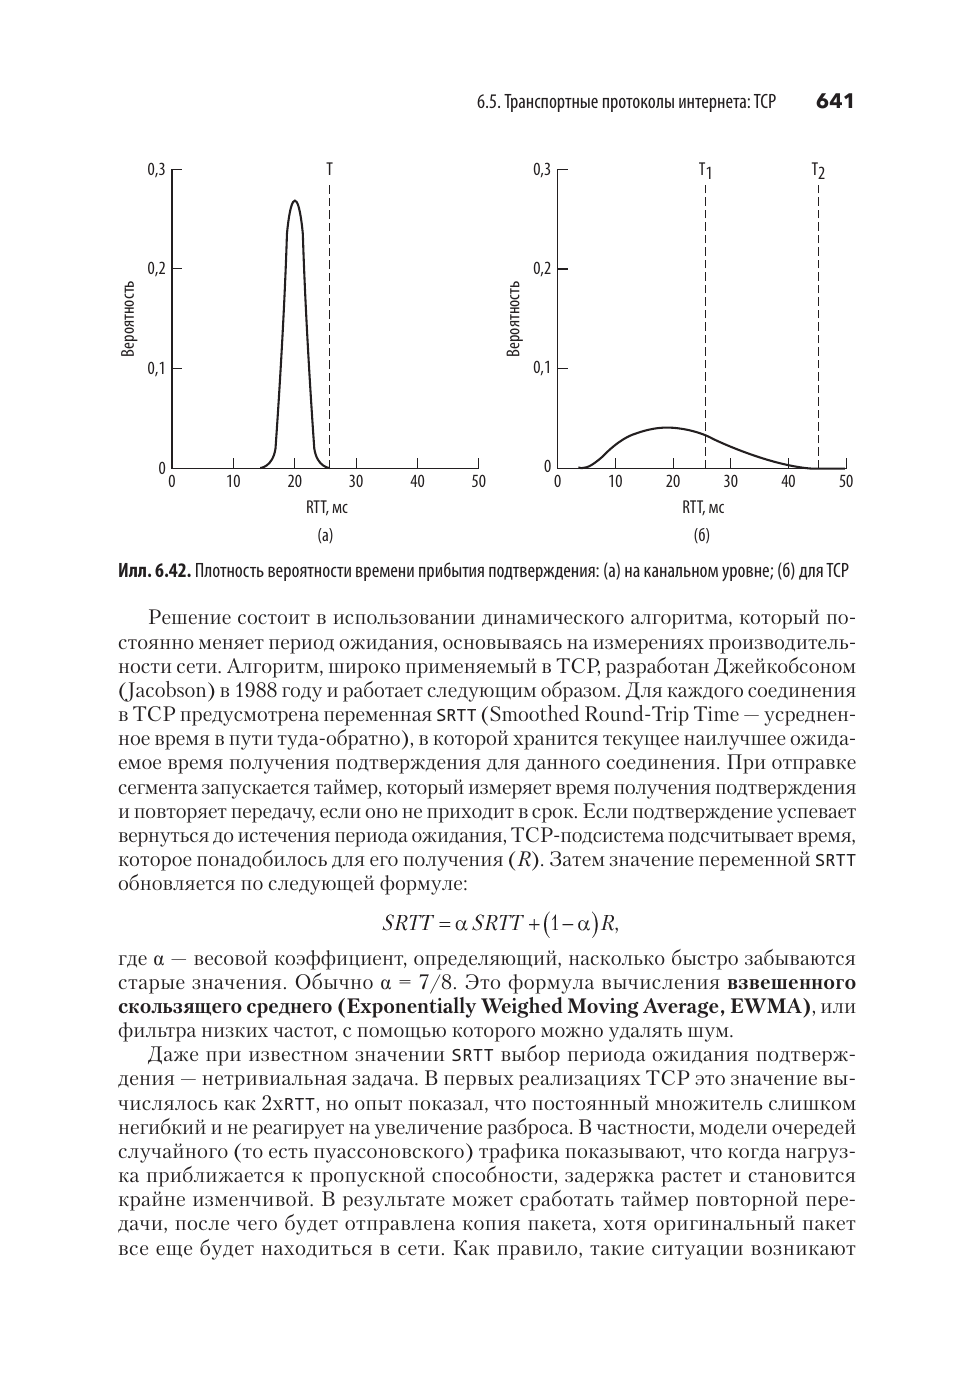 6.5. Транспортные протоколы интернета: TCP 641
0,3
T
0,2
Вероятность
0,1
0
0 10 20 30 40 50
RTT, мс
(а)
0,3
T1
T2
0,2
Вероятность
0,1
0
0 10 20 30 40 50
RTT, мс
(б)
Илл. 6.42. Плотность вероятности времени прибытия подтверждения: (а) на канальном уровне; (б) для TCP
Решение состоит в использовании динамического алгоритма, который по-
стоянно меняет период ожидания, основываясь на измерениях производитель-
ности сети. Алгоритм, широко применяемый в TCP, разработан Джейкобсоном
(Jacobson) в 1988 году и работает следующим образом. Для каждого соединения
в TCP предусмотрена переменная SRTT (Smoothed Round-Trip Time — усреднен-
ное время в пути туда-обратно), в которой хранится текущее наилучшее ожида-
емое время получения подтверждения для данного соединения. При отправке
сегмента запускается таймер, который измеряет время получения подтверждения
и повторяет передачу, если оно не приходит в срок. Если подтверждение успевает
вернуться до истечения периода ожидания, TCP-подсистема подсчитывает время,
которое понадобилось для его получения (R). Затем значение переменной SRTT
обновляется по следующей формуле:
SRTT = α SRTT + (1 − α) R,
где α — весовой коэффициент, определяющий, насколько быстро забываются
старые значения. Обычно α = 7/8. Это формула вычисления взвешенного
скользящего среднего (Exponentially Weighed Moving Average, EWMA), или
фильтра низких частот, с помощью которого можно удалять шум.
Даже при известном значении SRTT выбор периода ожидания подтверж-
дения — нетривиальная задача. В первых реализациях TCP это значение вы-
числялось как 2xRTT, но опыт показал, что постоянный множитель слишком
негибкий и не реагирует на увеличение разброса. В частности, модели очередей
случайного (то есть пуассоновского) трафика показывают, что когда нагруз-
ка приближается к пропускной способности, задержка растет и становится
крайне изменчивой. В результате может сработать таймер повторной пере-
дачи, после чего будет отправлена копия пакета, хотя оригинальный пакет
все еще будет находиться в сети. Как правило, такие ситуации возникают